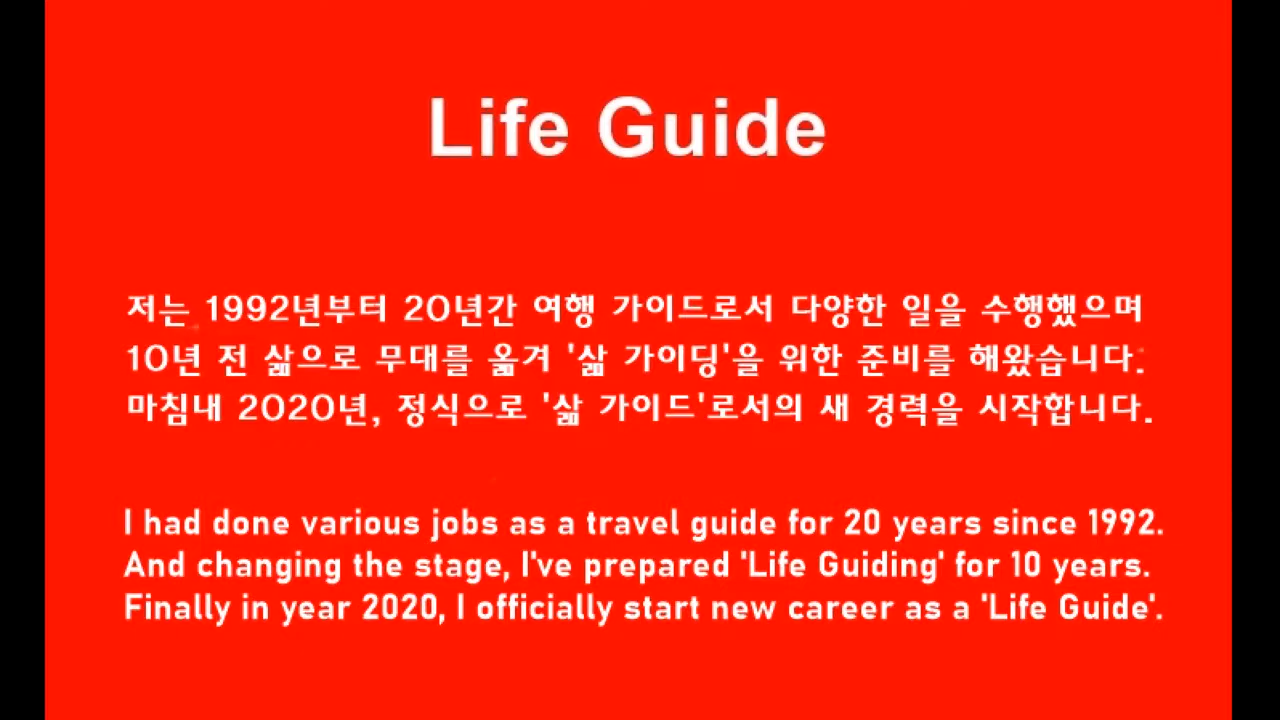 Life Guide
저는 1992년부터 20년간 여행 가이드로서 다양한 일을 수행했으며
10년 전 삶으로 무대를 옮겨 '삶 가이딩'을 위한 준비를 해왔습니다.
마침내 2020년, 정식으로 '삶 가이드'로서의 새 경력을 시작합니다.
I had done various jobs as a travel guide for 20 years since 1992.
And changing the stage, I've prepared 'Life Guiding' for 10 years.
Finally in year 2020, I officially start new career as a 'Life Guide'.